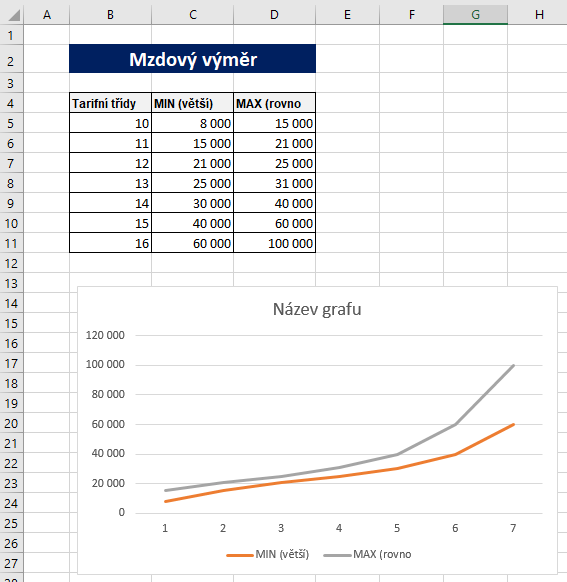 A B C D E F G H
1
2 Mzdový výměr
3
4 Tarifní třídy MIN (větší) MAX (rovno
5 10 8 000 15 000
6 11 15 000 21 000
7 12 21 000 25 000
8 13 25 000 31 000
9 14 30 000 40 000
10 15 40 000 60 000
11 16 60 000 100 000
12
13
14 Název grafu
15
16
17
18
19
20
21
22
23
24
25
26
27
28
120 000
100 000
80 000
60 000
40 000
20 000
0
1 2 3 4 5 6 7
MIN (větší) MAX (rovno